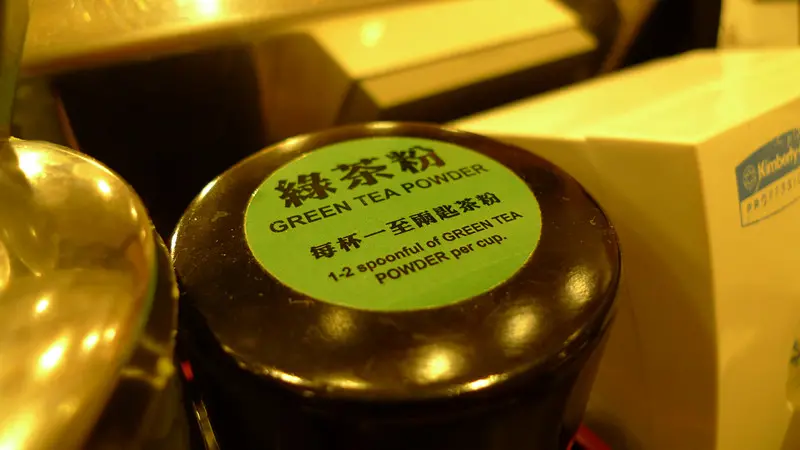 綠茶粉
GREEN TEA POWDER
每杯一至兩匙茶粉
1-2 spoonful of GREEN TEA
POWDER per cup.
Kimberly